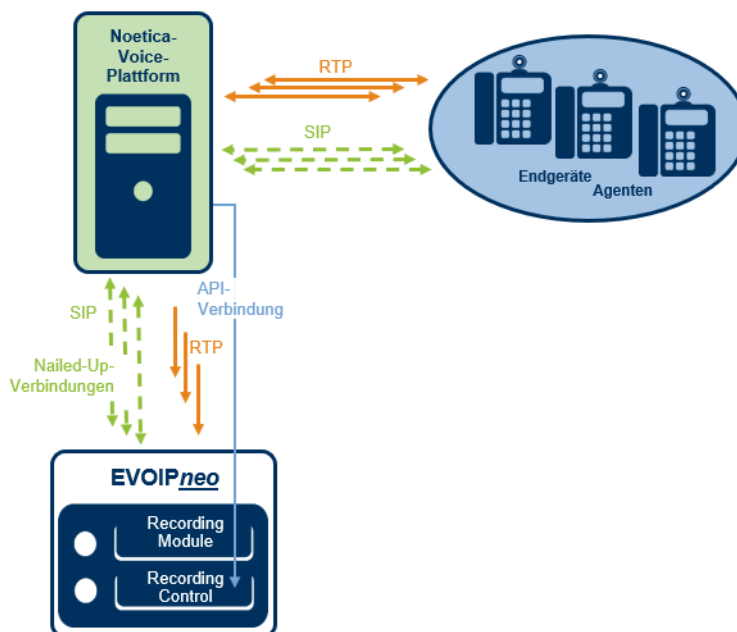 Noetica-
Voice-
Plattform
RTP
SIP
Endgeräte
Agenten
API-
Verbindung
SIP
RTP
Nailed-Up-
Verbindungen
EVOIPneo
Recording
Module
Recording
Control